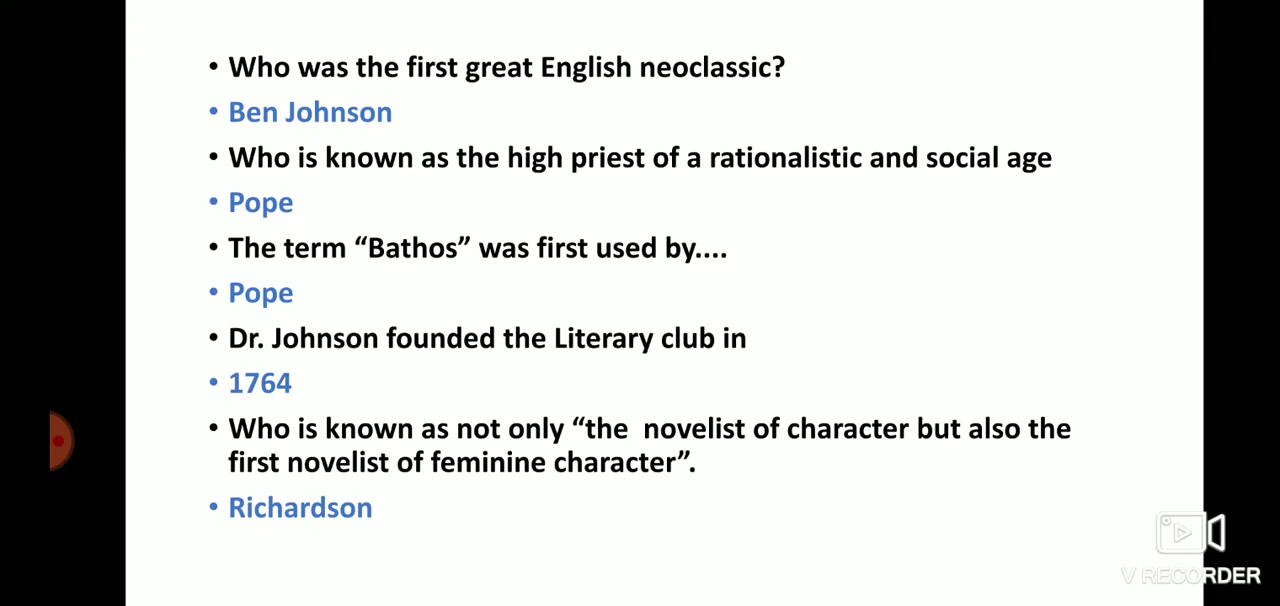 • Who was the first great English neoclassic?
• Ben Johnson
• Who is known as the high priest of a rationalistic and social age
• Pope
• The term “Bathos” was first used by....
• Pope
• Dr. Johnson founded the Literary club in
• 1764
• Who is known as not only “the novelist of character but also the
first novelist of feminine character”.
• Richardson
V RECORDER